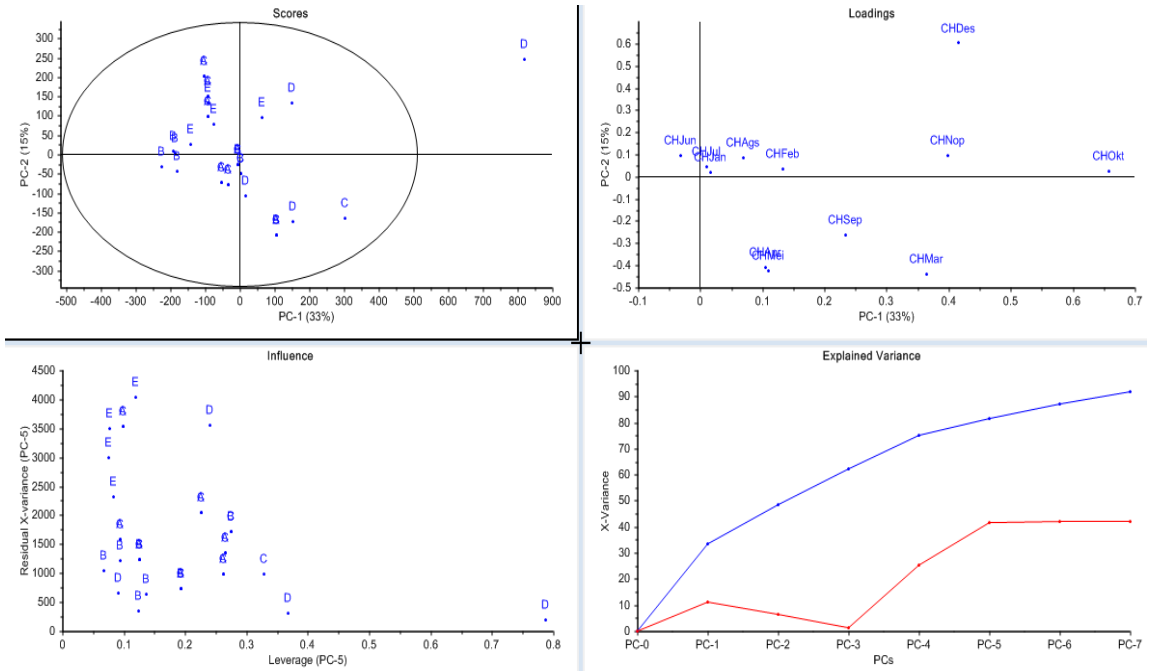 Scores
PC-2 (15%)
300
250
200
150
100
50
0
-50
-100
-150
-200
-250
-300
D
D
E
E
E
E
B
B
D
D
C
-500 -400 -300 -200 -100 0 100 200 300 400 500 600 700 800 900
PC-1 (33%)
Loadings
PC-2 (15%)
0.6
0.5
0.4
0.3
0.2
0.1
0
-0.1
-0.2
-0.3
-0.4
-0.5
CHDes
CHJun
CHJul
CHJan
CHAgs
CHFeb
CHNop
CHOkt
CHSep
CHMei
CHMar
-0.1 0 0.1 0.2 0.3 0.4 0.5 0.6 0.7
PC-1 (33%)
Influence
Residual X-variance (PC-5)
4500
4000
3500
3000
2500
2000
1500
1000
500
0
E
E
D
E
E
B
B
D
B
B
C
D
D
0 0.1 0.2 0.3 0.4 0.5 0.6 0.7 0.8
Leverage (PC-5)
Explained Variance
X-Variance
100
90
80
70
60
50
40
30
20
10
0
PC-0 PC-1 PC-2 PC-3 PC-4 PC-5 PC-6 PC-7
PCs